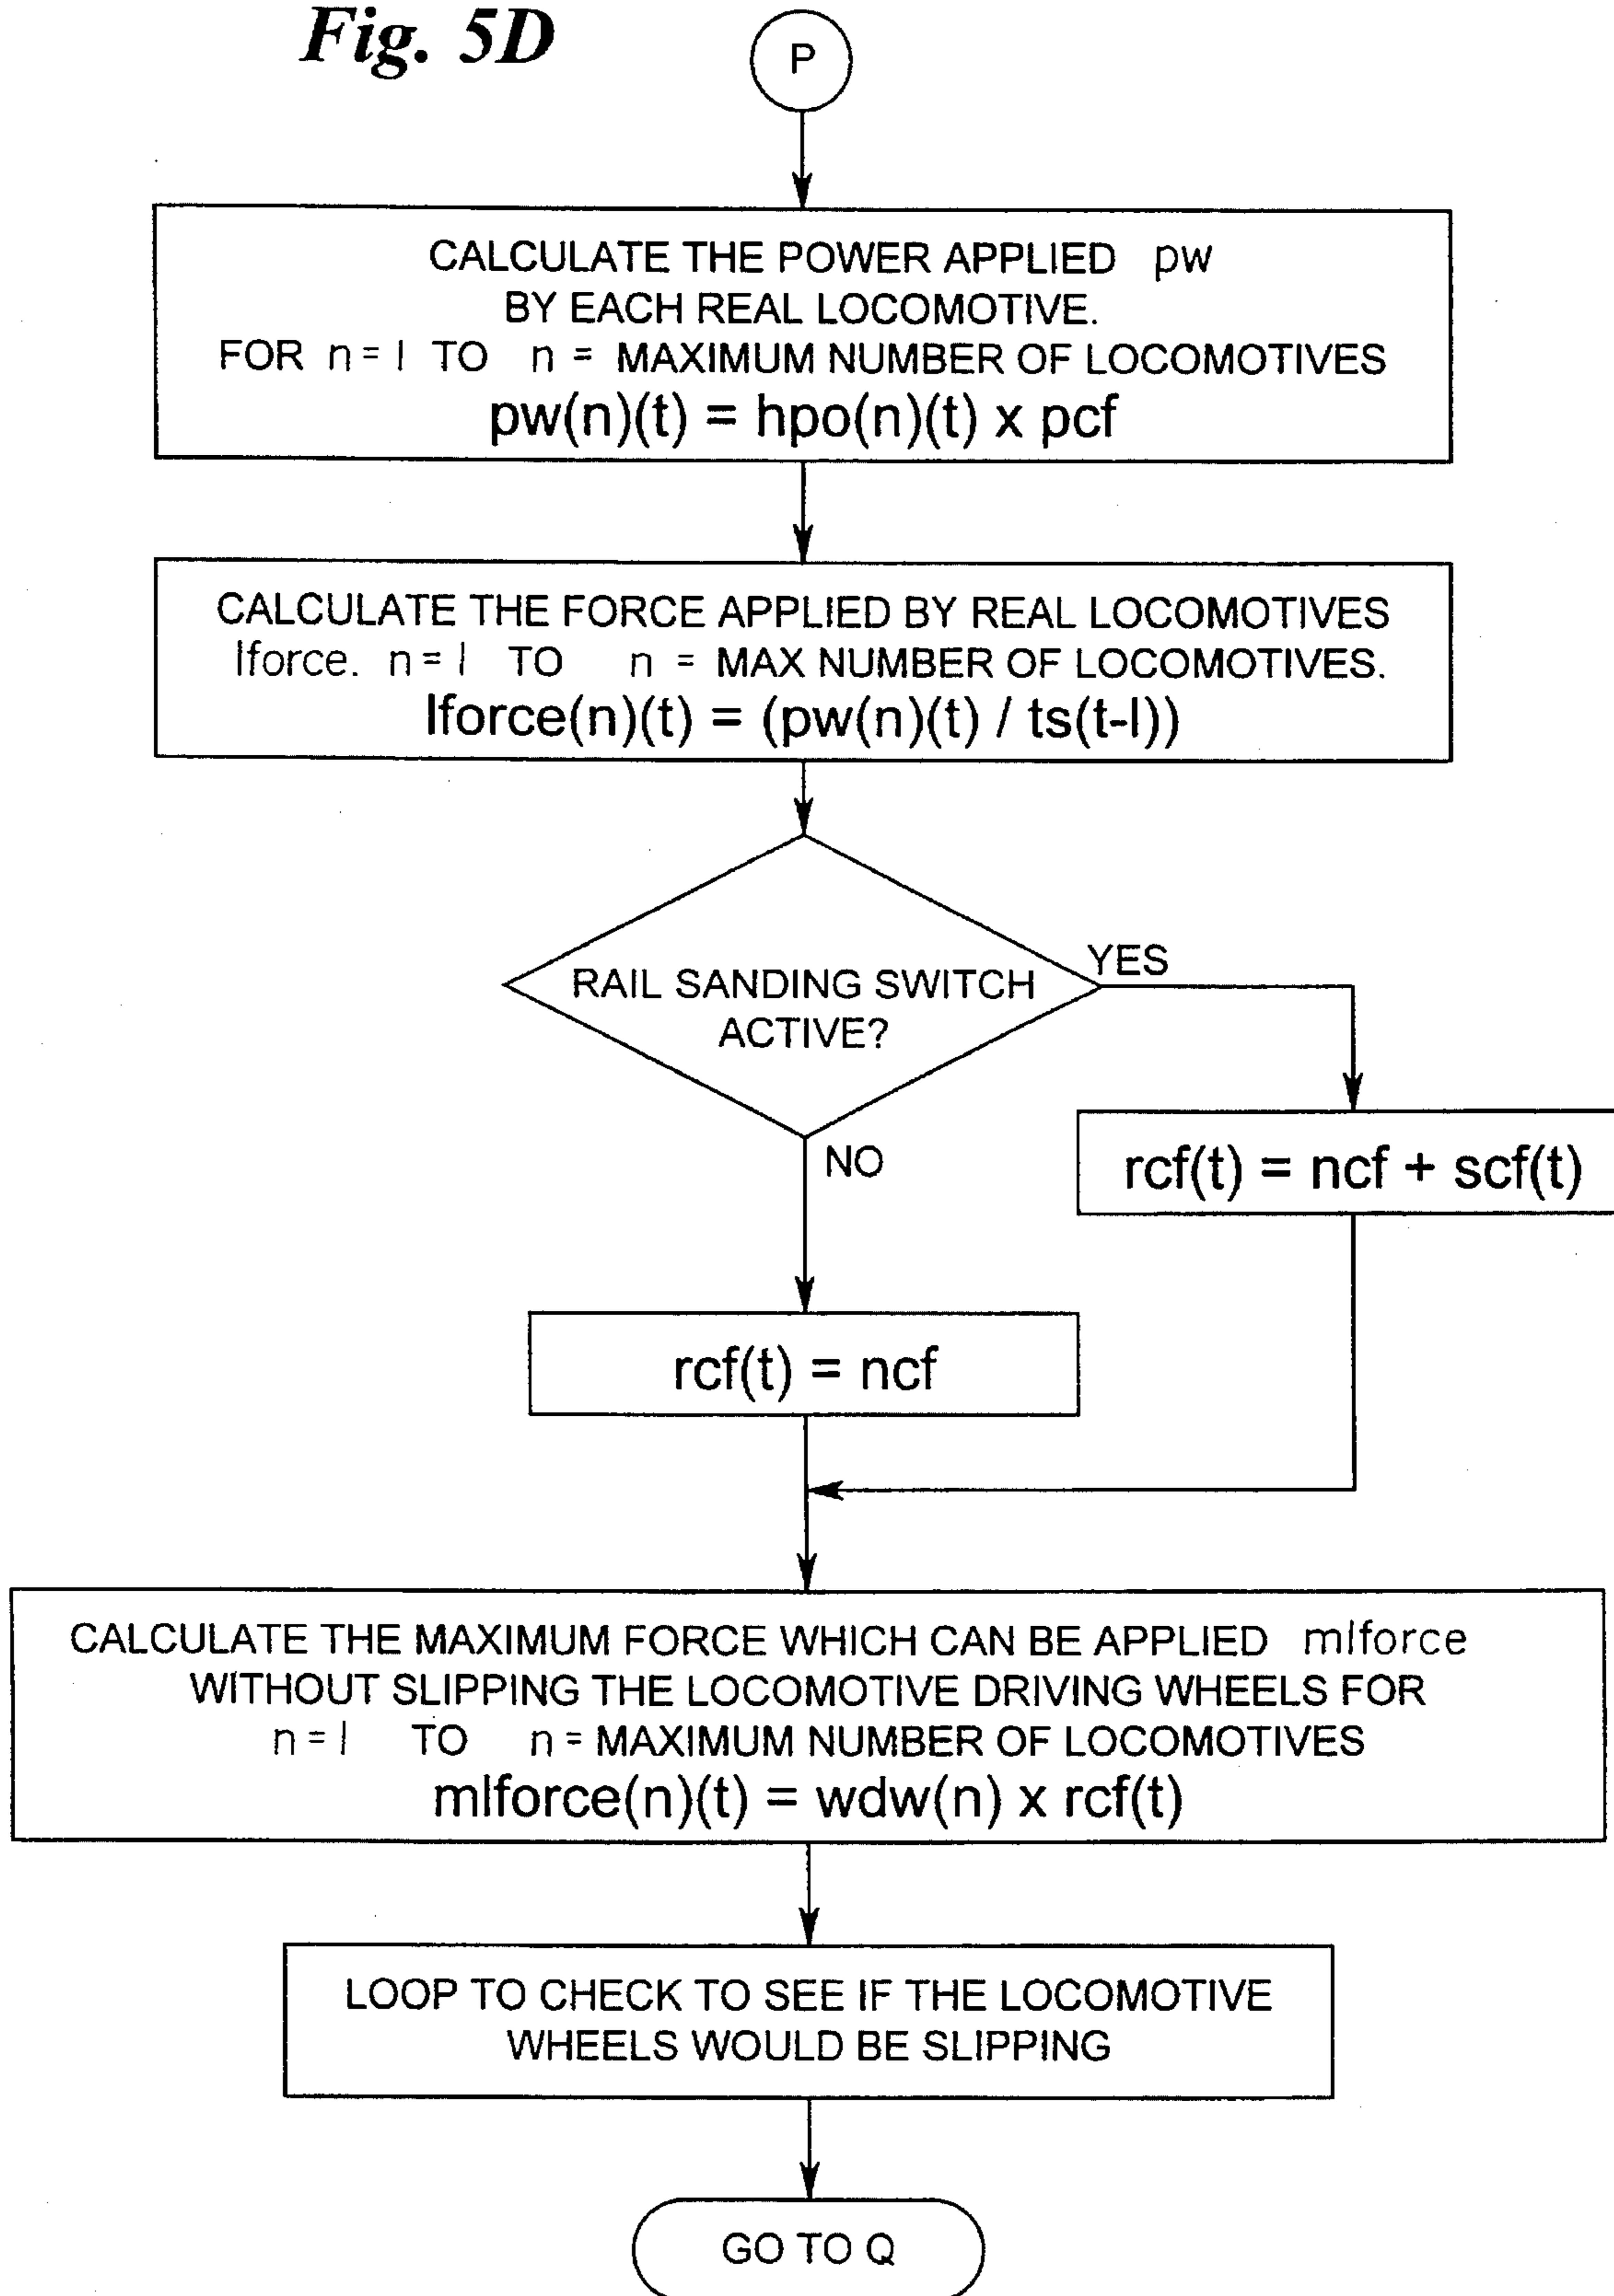 Fig. 5D
P
CALCULATE THE POWER APPLIED pw
BY EACH REAL LOCOMOTIVE.
FOR n = 1 TO n = MAXIMUM NUMBER OF LOCOMOTIVES
pw(n)(t) = hpo(n)(t) x pcf
CALCULATE THE FORCE APPLIED BY REAL LOCOMOTIVES
lforce. n = 1 TO n = MAX NUMBER OF LOCOMOTIVES.
lforce(n)(t) = (pw(n)(t) / ts(t-1))
RAIL SANDING SWITCH
ACTIVE?
YES
NO
rcf(t) = ncf + scf(t)
rcf(t) = ncf
CALCULATE THE MAXIMUM FORCE WHICH CAN BE APPLIED mlforce
WITHOUT SLIPPING THE LOCOMOTIVE DRIVING WHEELS FOR
n = 1 TO n = MAXIMUM NUMBER OF LOCOMOTIVES
mlforce(n)(t) = wdw(n) x rcf(t)
LOOP TO CHECK TO SEE IF THE LOCOMOTIVE
WHEELS WOULD BE SLIPPING
GO TO Q